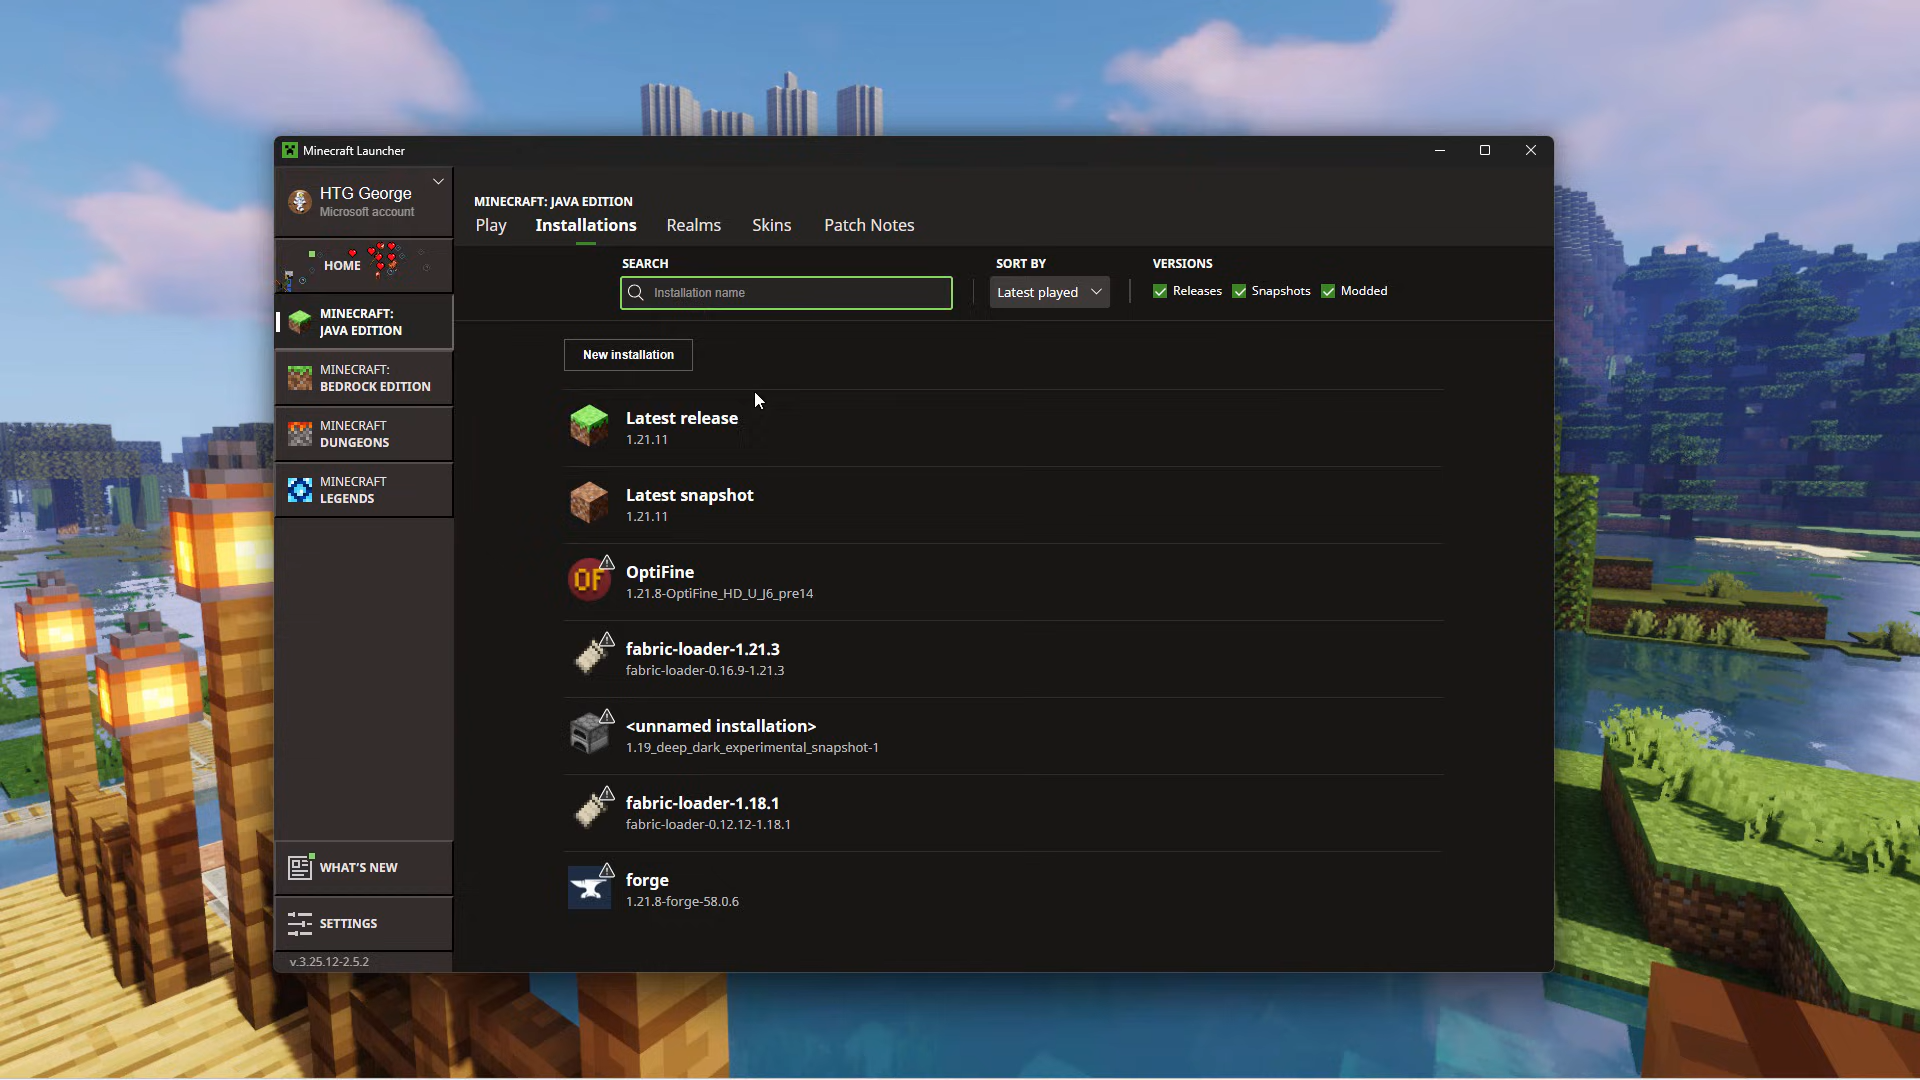 Minecraft Launcher
HTG George
Microsoft account
HOME
MINECRAFT:
JAVA EDITION
MINECRAFT:
BEDROCK EDITION
MINECRAFT
DUNGEONS
MINECRAFT
LEGENDS
WHAT'S NEW
SETTINGS
v.3.25.12-2.5.2
MINECRAFT: JAVA EDITION
Play Installations Realms Skins Patch Notes
SEARCH SORT BY VERSIONS
Installation name Latest played Releases Snapshots Modded
New installation
Latest release
1.21.11
Latest snapshot
1.21.11
OF
OptiFine
1.21.8-OptiFine_HD_U_J6_pre14
fabric-loader-1.21.3
fabric-loader-0.16.9-1.21.3
<unnamed installation>
1.19_deep_dark_experimental_snapshot-1
fabric-loader-1.18.1
fabric-loader-0.12.12-1.18.1
forge
1.21.8-forge-58.0.6